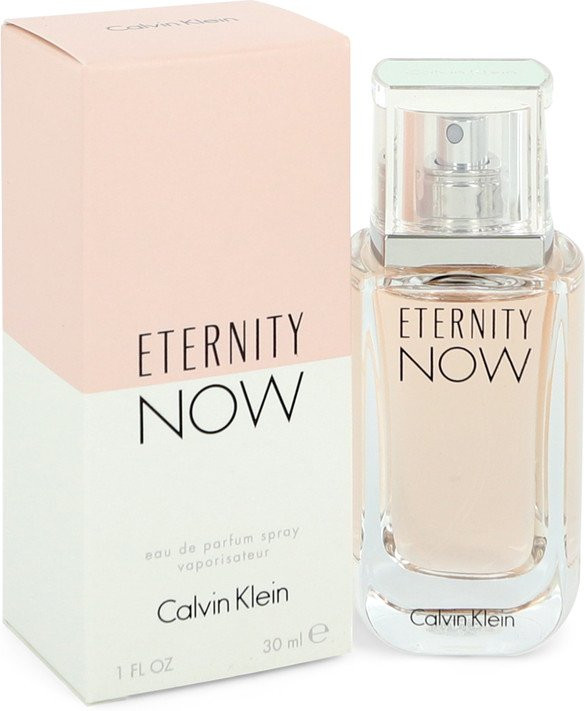 Calvin Klein
ETERNITY
NOW
eau de parfum spray
vaporisateur
Calvin Klein
1 FL OZ
30 ml ℮
ETERNITY
NOW
Calvin Klein